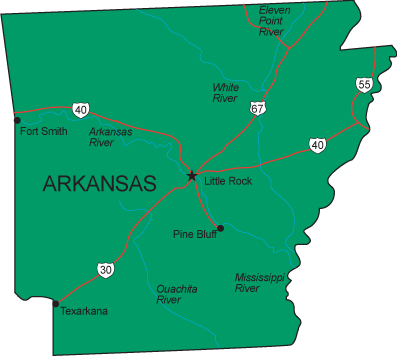 Eleven
Point
River
White
River
55
67
40
Fort Smith
Arkansas
River
40
ARKANSAS
Little Rock
Pine Bluff
30
Mississippi
River
Ouachita
River
Texarkana